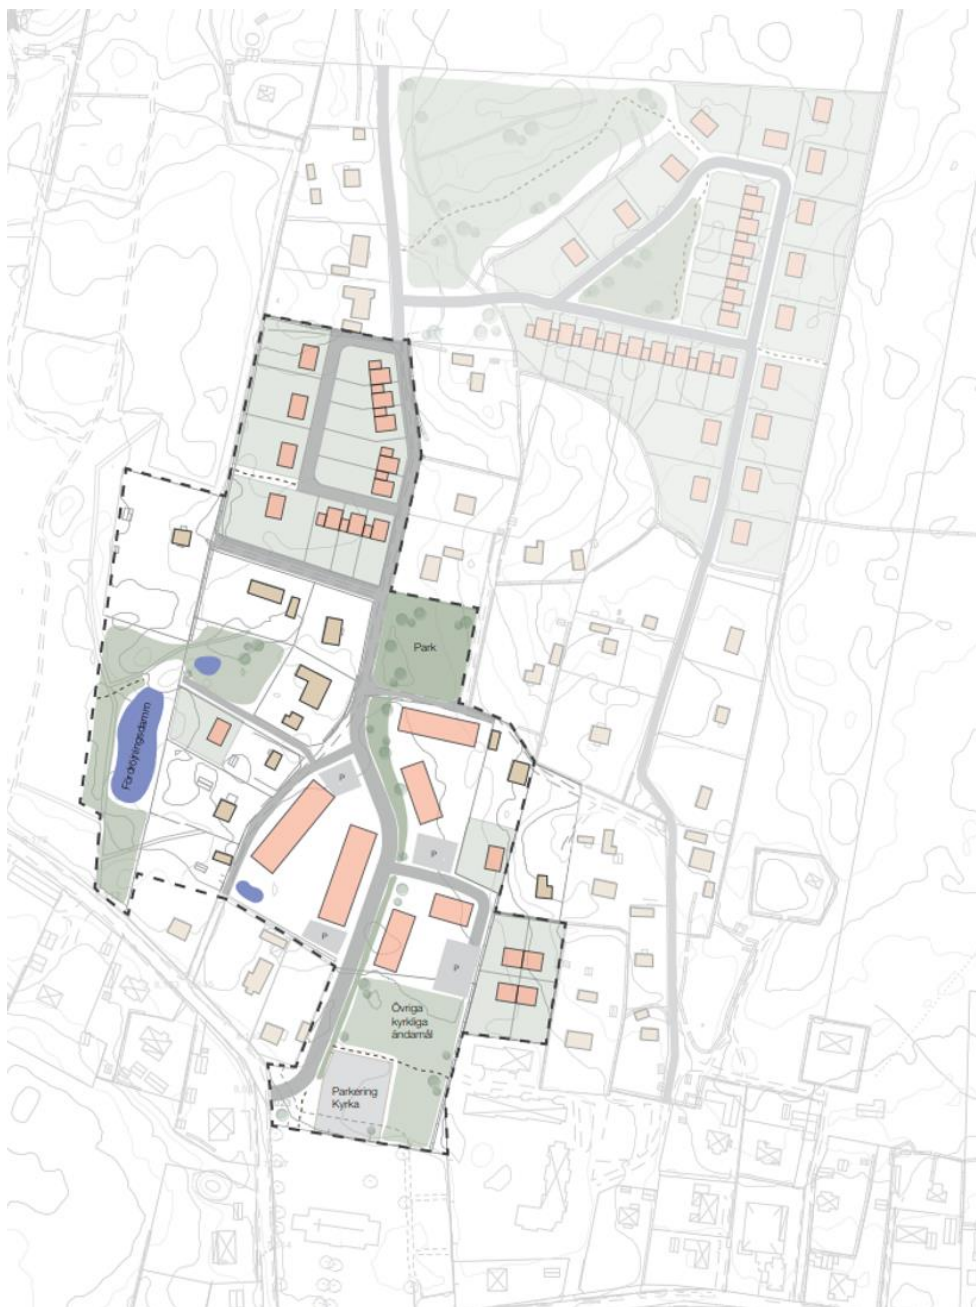 Park
Fördröjningsdamm
P
P
P
P
Övriga
kyrkliga
ändamål
Parkering
Kyrka